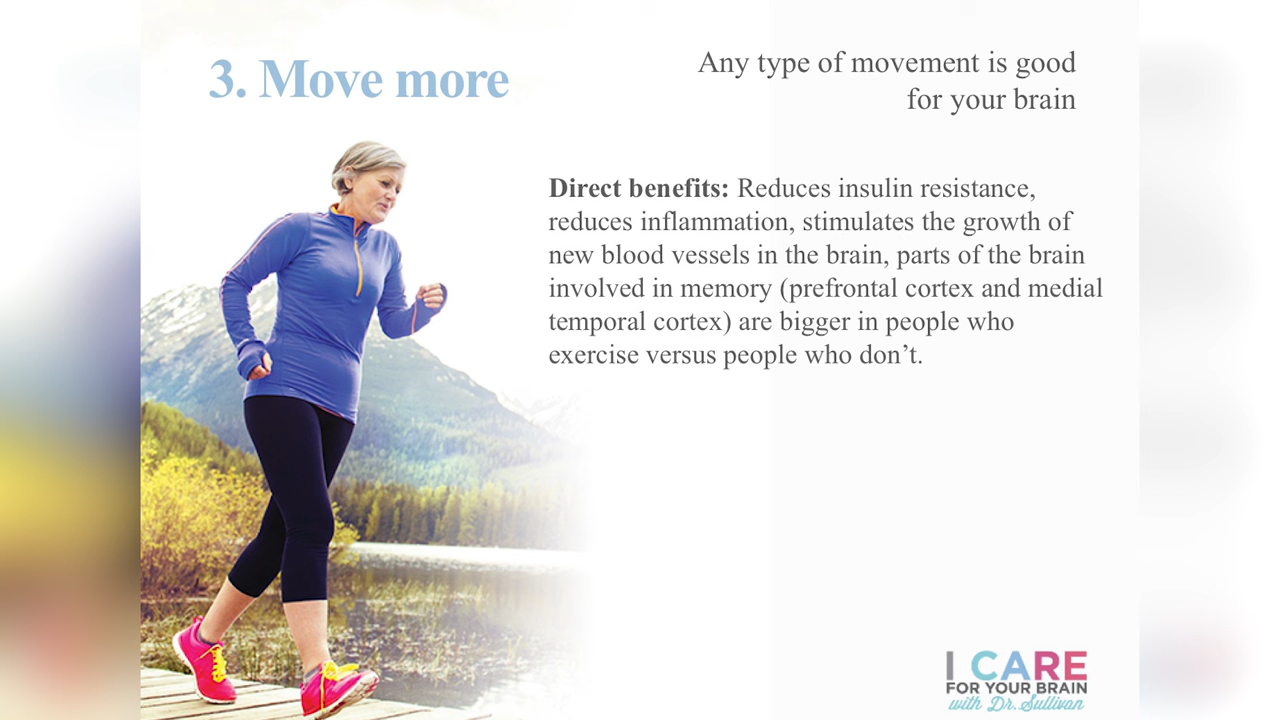 3. Move more
Any type of movement is good
for your brain
Direct benefits: Reduces insulin resistance,
reduces inflammation, stimulates the growth of
new blood vessels in the brain, parts of the brain
involved in memory (prefrontal cortex and medial
temporal cortex) are bigger in people who
exercise versus people who don’t.
I CARE
FOR YOUR BRAIN
with Dr. Sullivan